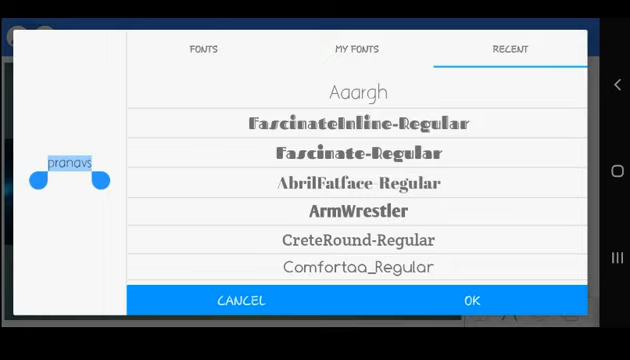 FONTS
MY FONTS
RECENT
Aaargh
FascinateInline-Regular
Fascinate-Regular
pranavs
AbrilFatface-Regular
ArmWrestler
CreteRound-Regular
Comfortaa_Regular
CANCEL
OK